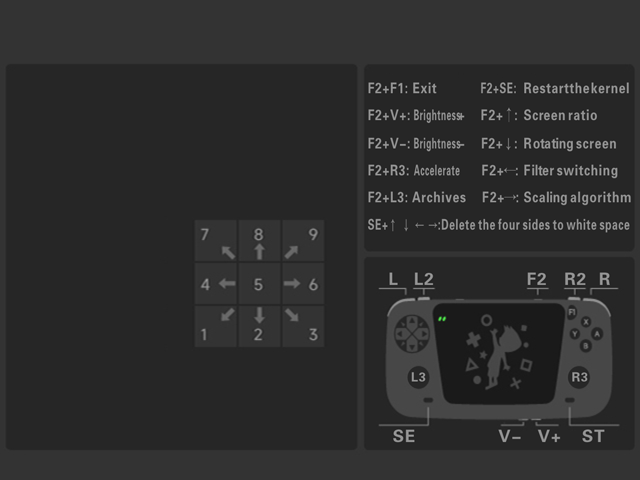 F2+F1: Exit F2+SE: Restartthekernel
F2+V+: Brightness+ F2+↑: Screen ratio
F2+V-: Brightness- F2+↓: Rotating screen
F2+R3: Accelerate F2+←: Filter switching
F2+L3: Archives F2+→: Scaling algorithm
SE+↑ ↓ ← →:Delete the four sides to white space
7 8 9
4 5 6
1 2 3
L L2 F2 R2 R
F1
X
Y A
B
L3 R3
SE V- V+ ST